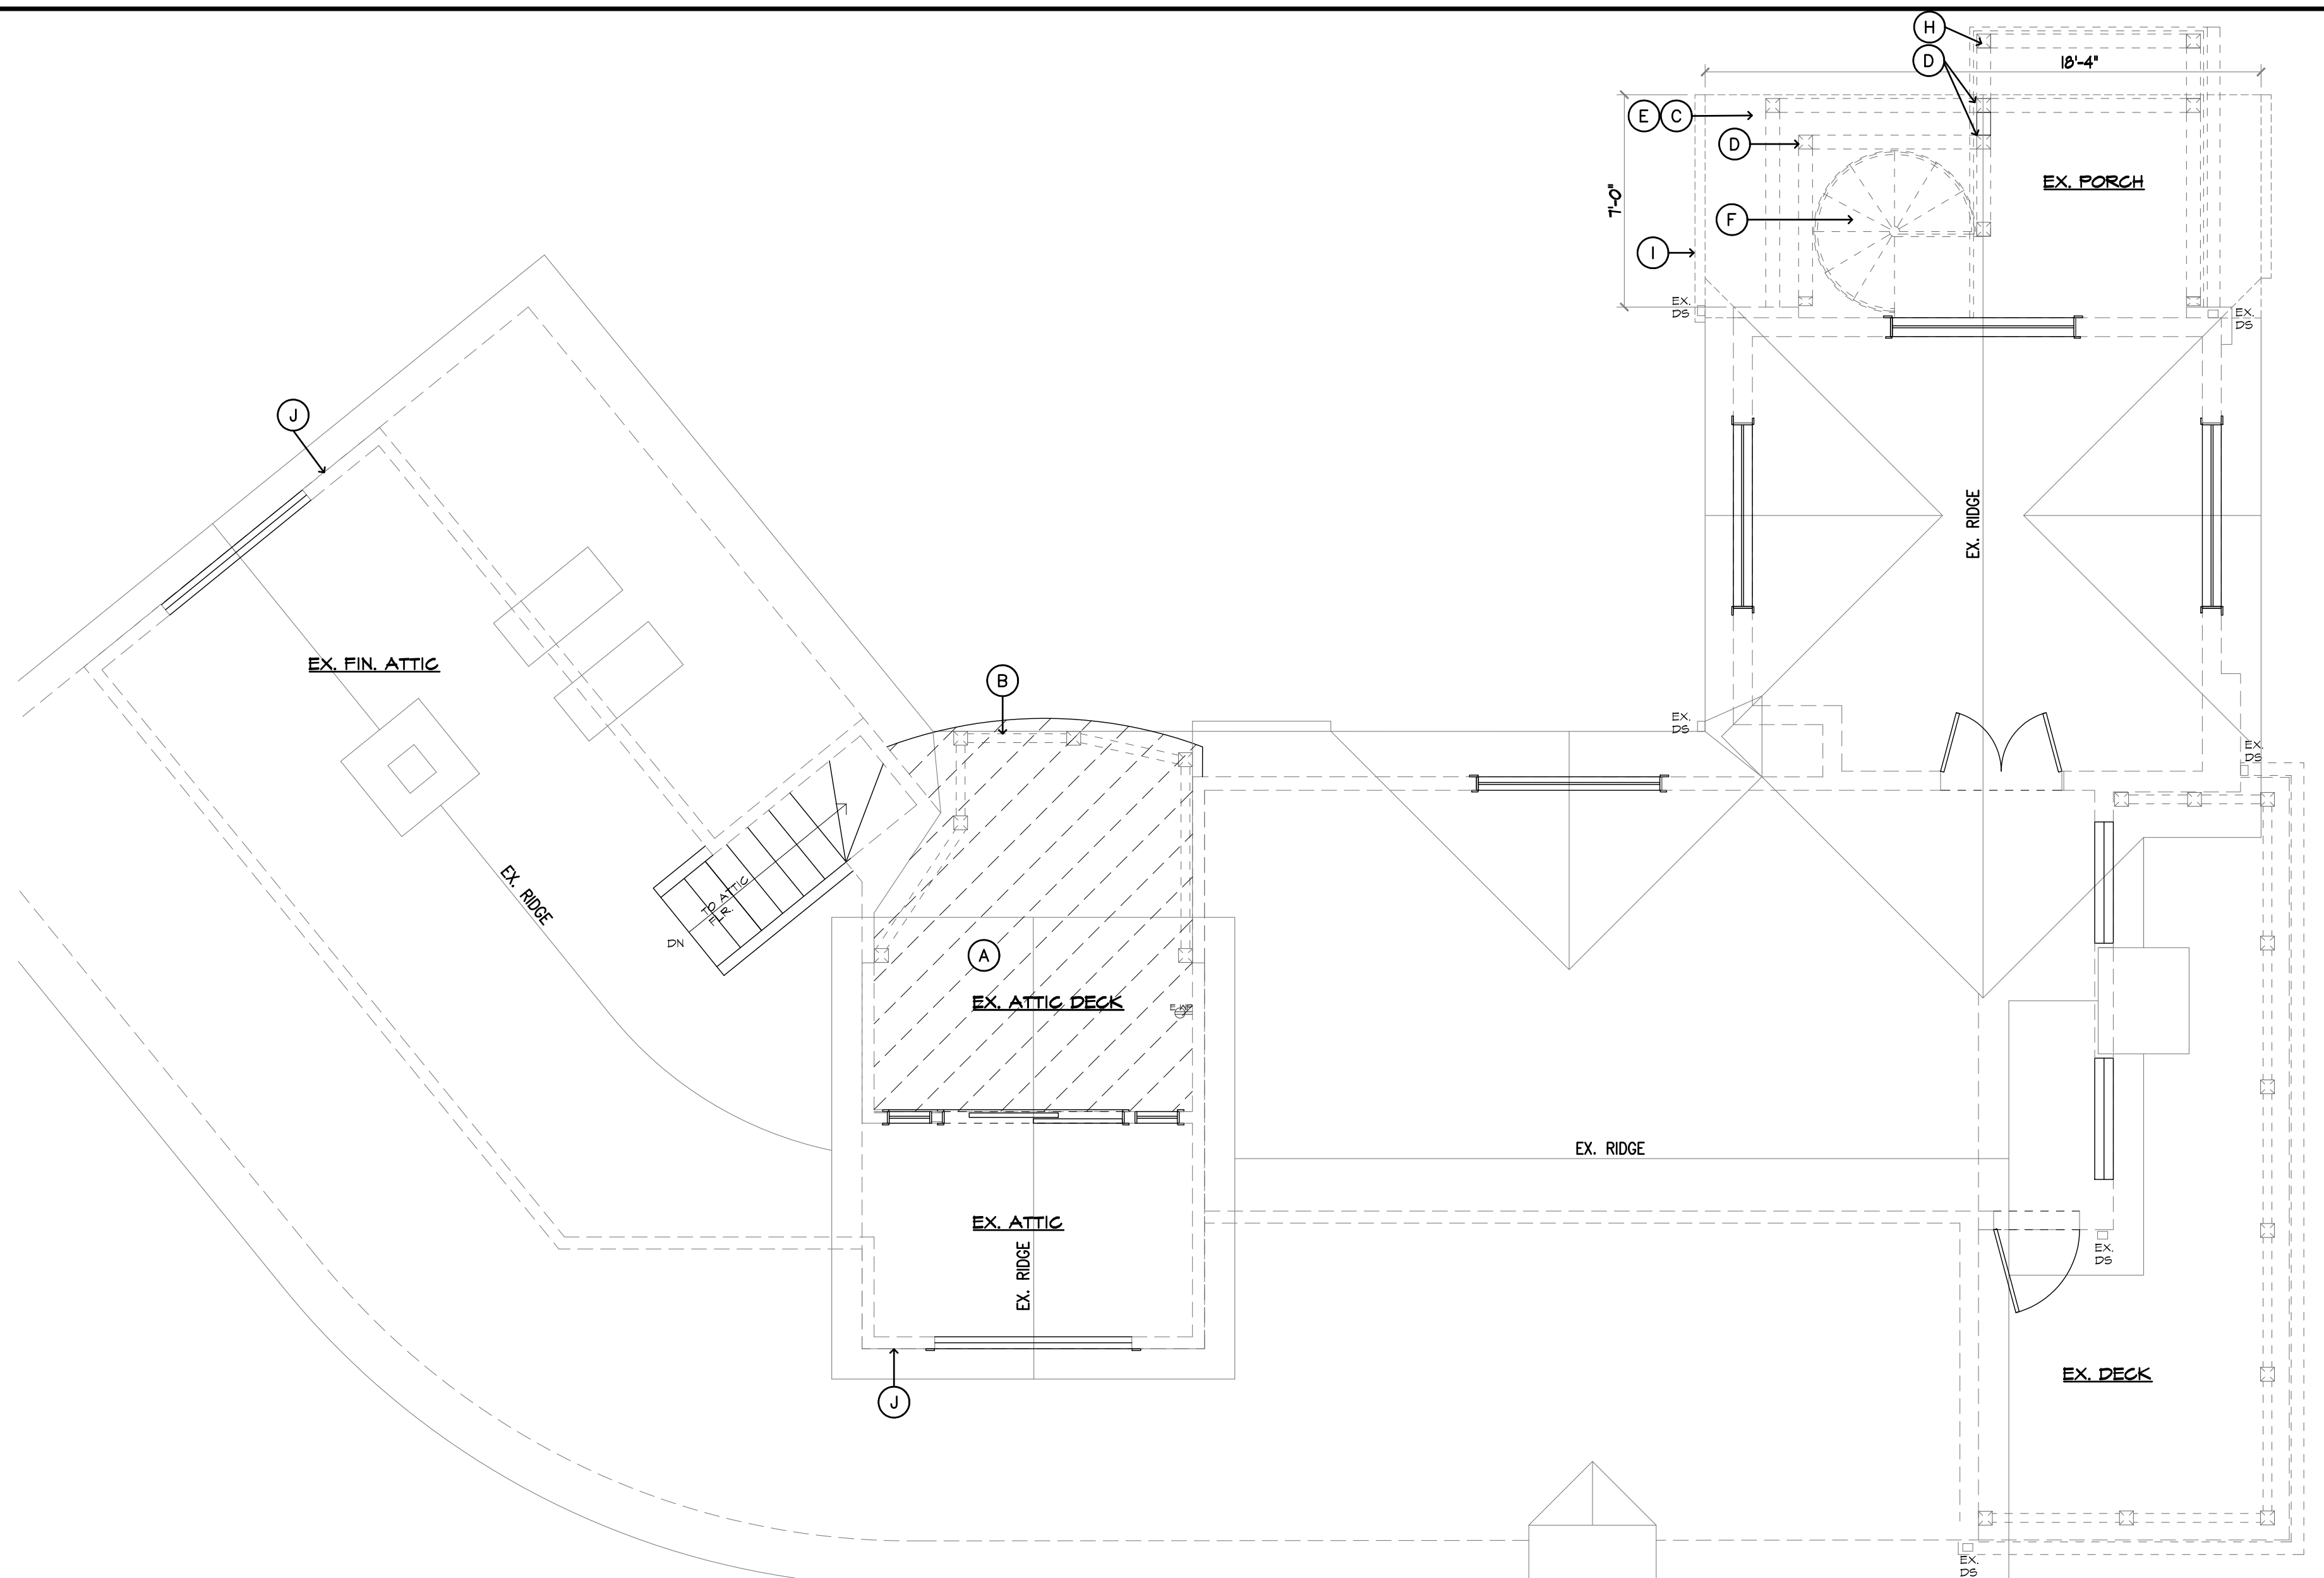 H
D
18'-4"
E C
D
7'-0"
EX. PORCH
F
I
EX.
DS
EX.
DS
J
EX. RIDGE
EX. FIN. ATTIC
B
EX.
DS
EX.
DS
EX. RIDGE
TO ATTIC
FLR.
DN
A
EX. ATTIC DECK
E WP
EX. RIDGE
EX. ATTIC
EX. RIDGE
EX.
DS
EX. DECK
J
EX.
DS